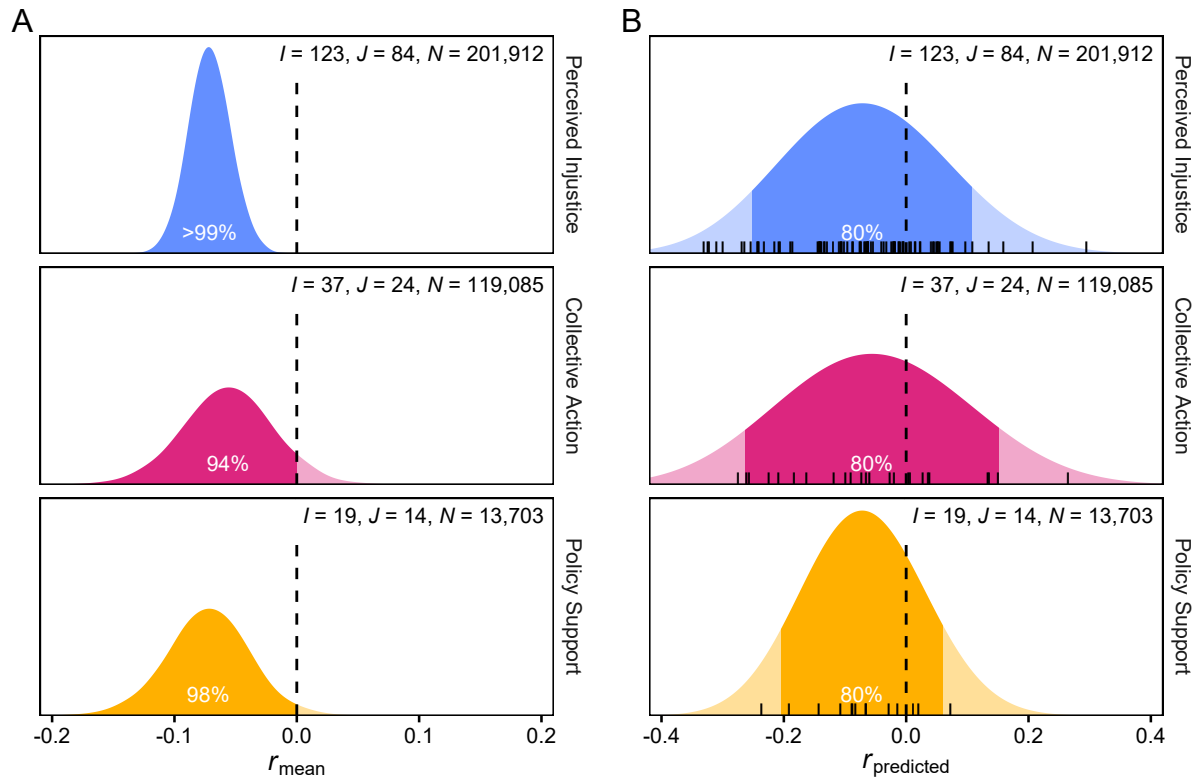 A
I = 123, J = 84, N = 201,912
>99%
Perceived Injustice
I = 37, J = 24, N = 119,085
94%
Collective Action
I = 19, J = 14, N = 13,703
98%
Policy Support
-0.2 -0.1 0.0 0.1 0.2
r_mean
B
I = 123, J = 84, N = 201,912
80%
Perceived Injustice
I = 37, J = 24, N = 119,085
80%
Collective Action
I = 19, J = 14, N = 13,703
80%
Policy Support
-0.4 -0.2 0.0 0.2 0.4
r_predicted